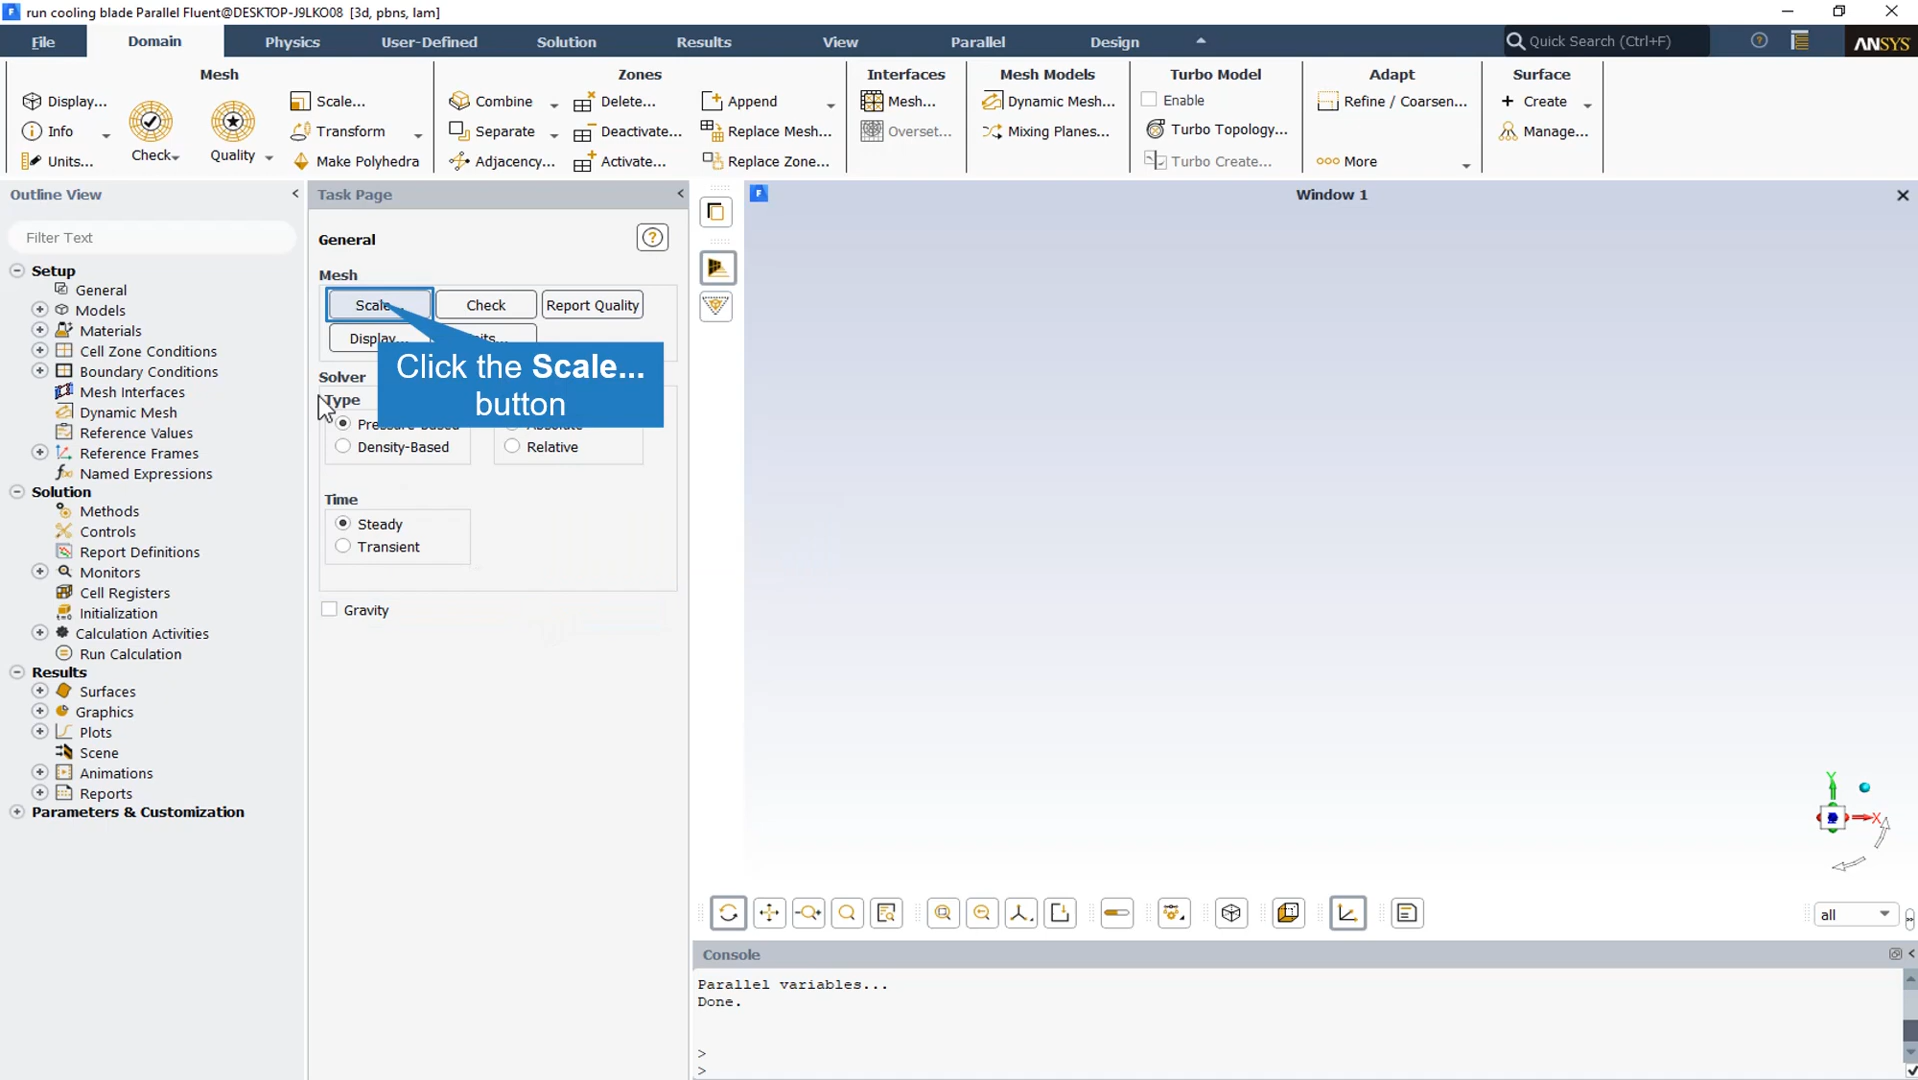 run cooling blade Parallel Fluent@DESKTOP-J9LKO08 [3d, pbns, lam]
File Domain Physics User-Defined Solution Results View Parallel Design Quick Search (Ctrl+F) ANSYS
Mesh Zones Interfaces Mesh Models Turbo Model Adapt Surface
Display... Scale... Combine Delete... Append Mesh... Dynamic Mesh... Enable Refine / Coarsen... Create
Info Transform Separate Deactivate... Replace Mesh... Overset... Mixing Planes... Turbo Topology... Manage...
Check Quality
Units... Make Polyhedra Adjacency... Activate... Replace Zone... Turbo Create... More
Outline View
Filter Text
Setup
General
Models
Materials
Cell Zone Conditions
Boundary Conditions
Mesh Interfaces
Dynamic Mesh
Reference Values
Reference Frames
Named Expressions
Solution
Methods
Controls
Report Definitions
Monitors
Cell Registers
Initialization
Calculation Activities
Run Calculation
Results
Surfaces
Graphics
Plots
Scene
Animations
Reports
Parameters & Customization
Task Page
General
Mesh
Scale... Check Report Quality
Display...
Click the Scale...
button
Solver
Type
Pressure-Based
Density-Based Relative
Time
Steady
Transient
Gravity
Window 1
Y
X
Z
all
Console
Parallel variables...
Done.
>
>